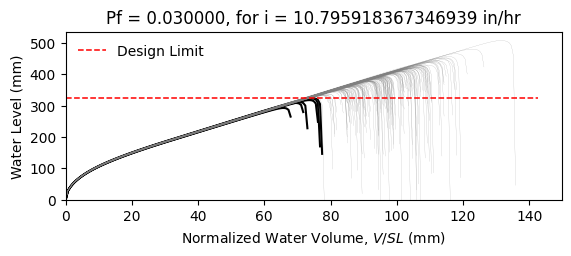 Pf = 0.030000, for i = 10.795918367346939 in/hr
Design Limit
Water Level (mm)
500
400
300
200
100
0
0 20 40 60 80 100 120 140
Normalized Water Volume, V/SL (mm)